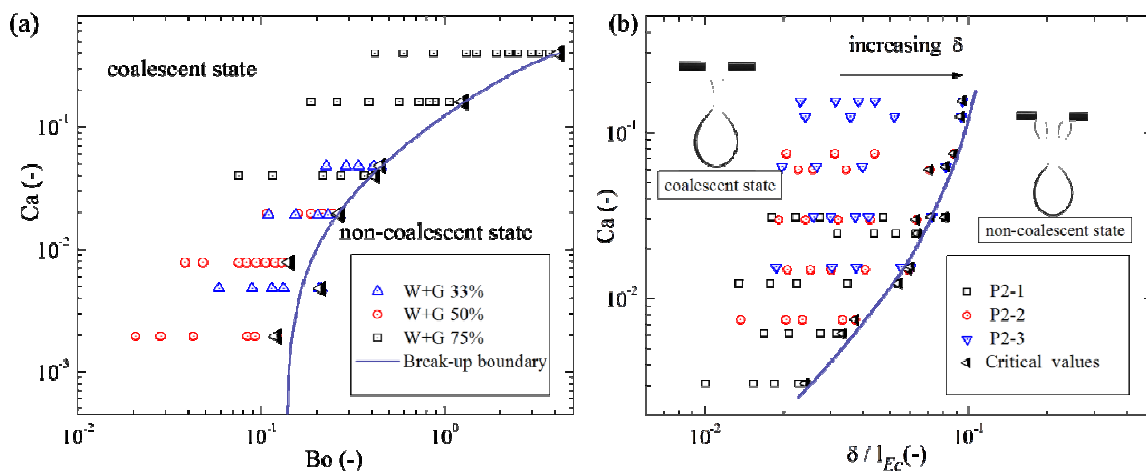 (a)
coalescent state
non-coalescent state
W+G 33%
W+G 50%
W+G 75%
Break-up boundary
Ca (-)
10⁻¹
10⁻²
10⁻³
10⁻²
10⁻¹
10⁰
Bo (-)
(b)
increasing δ
coalescent state
non-coalescent state
P2-1
P2-2
P2-3
Critical values
Ca (-)
10⁻¹
10⁻²
10⁻²
10⁻¹
δ / l_Ec(-)